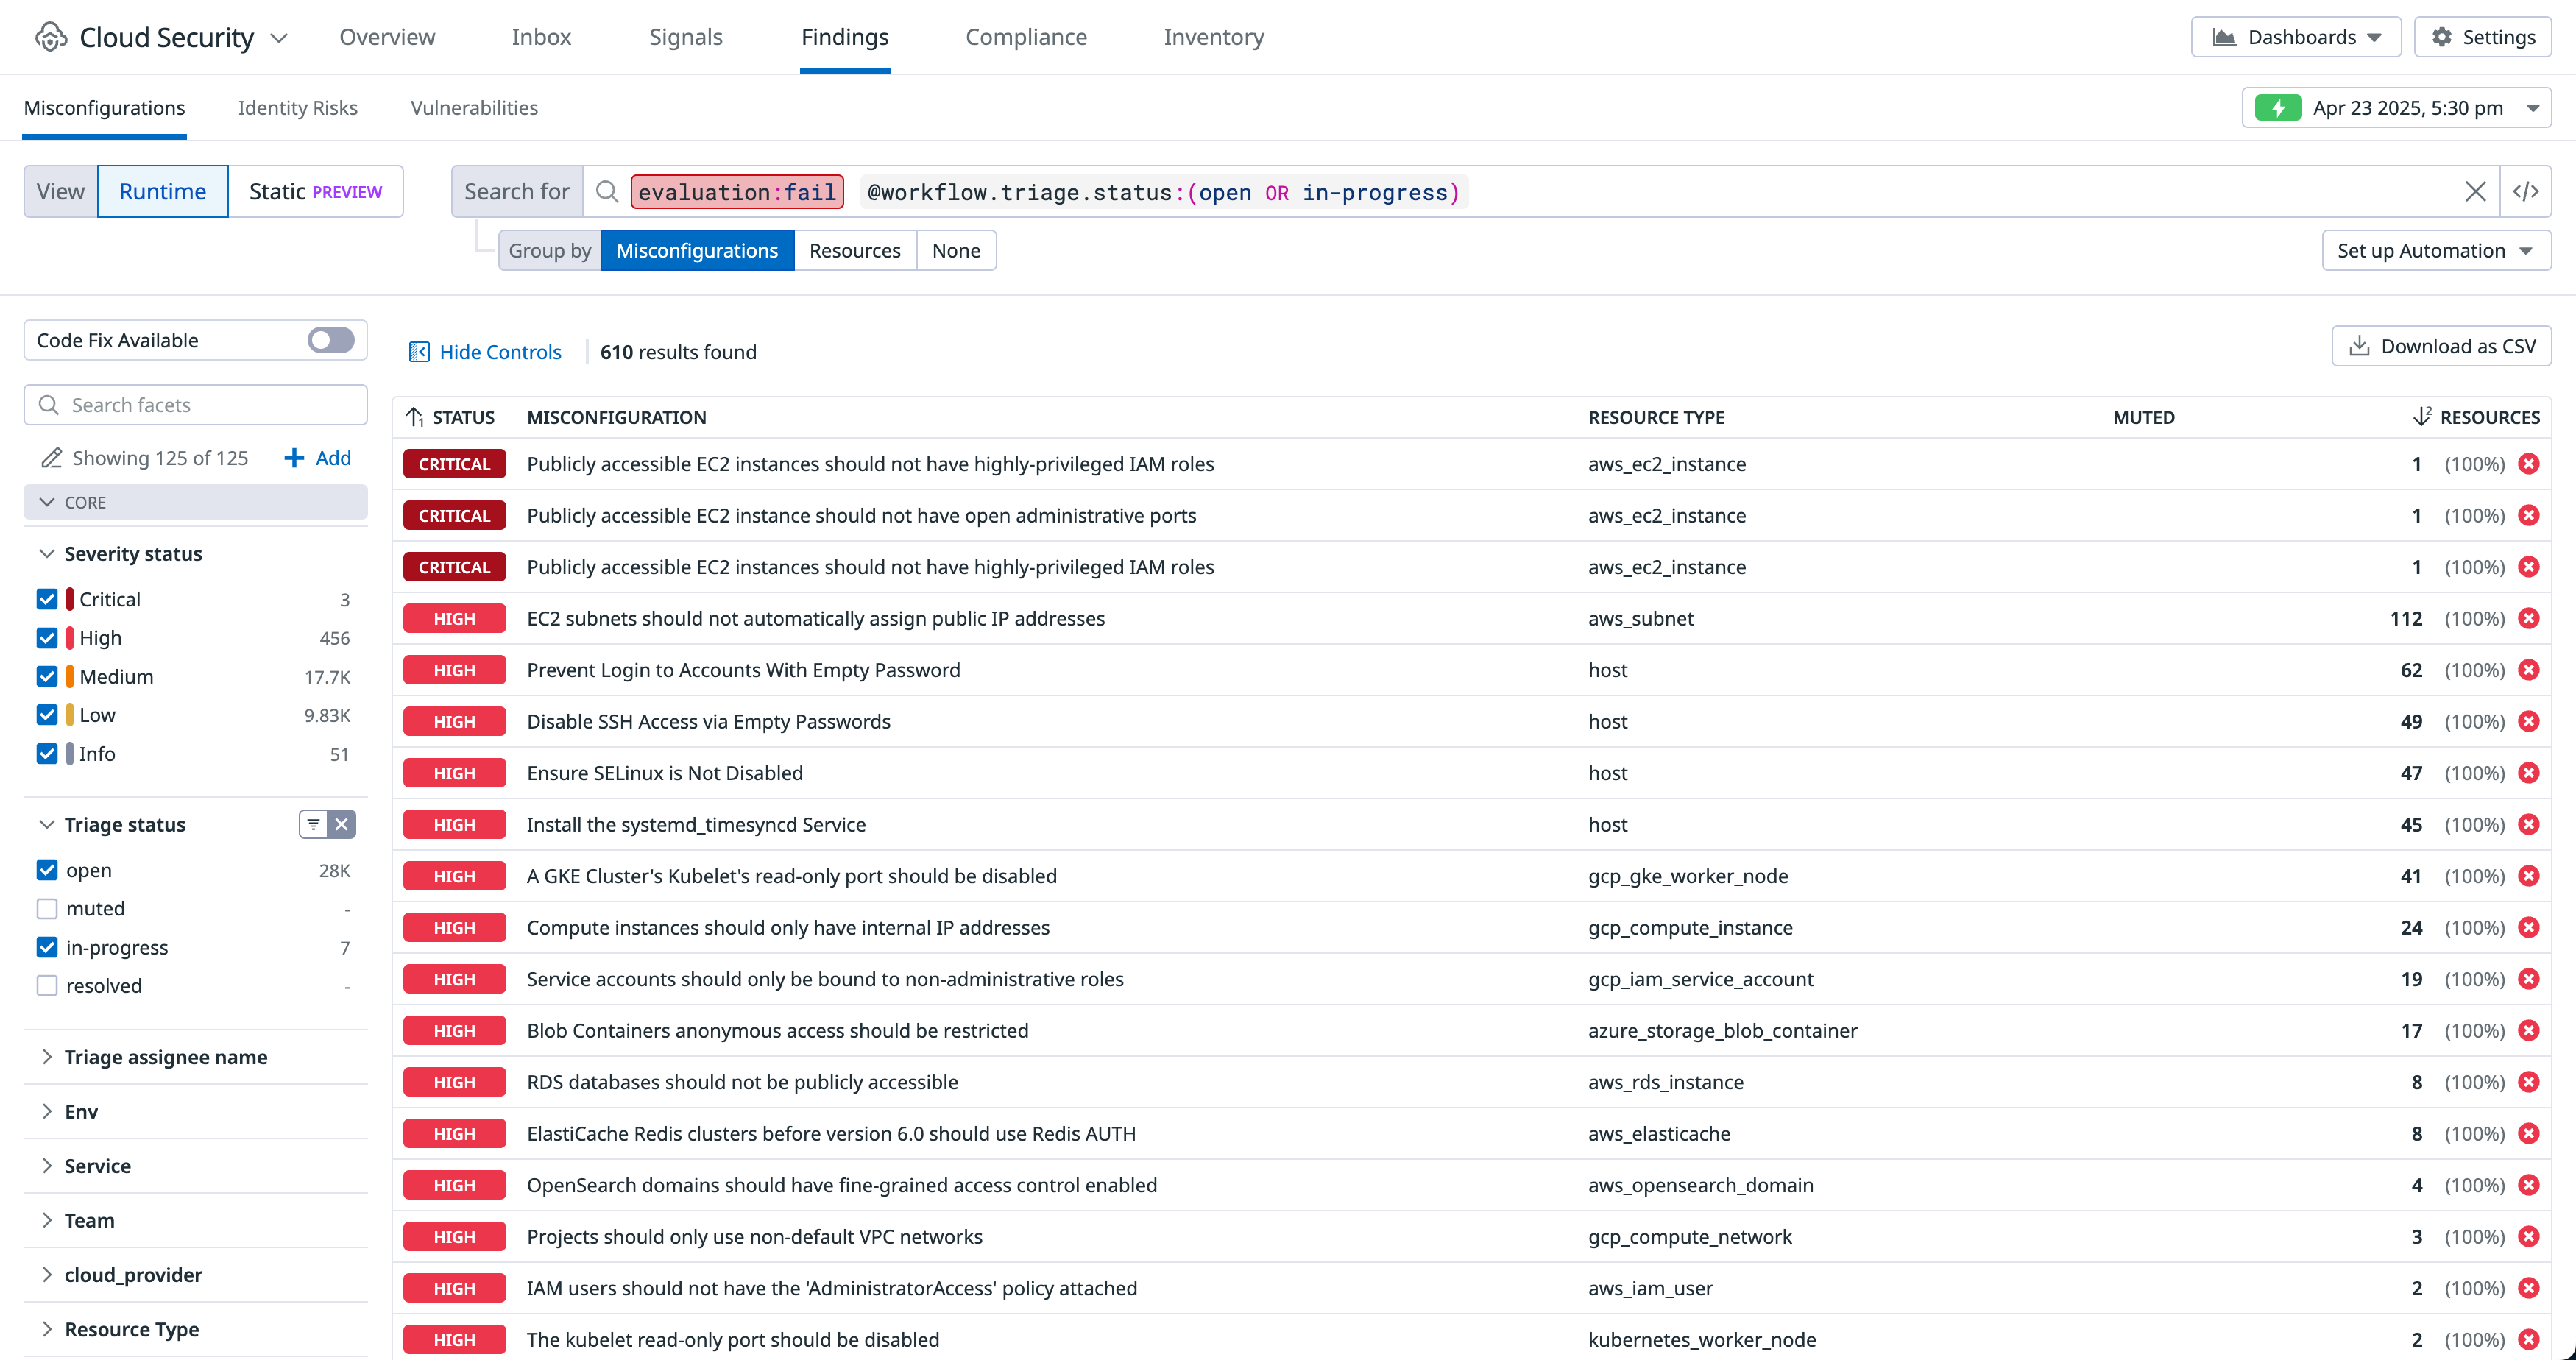 Cloud Security Overview Inbox Signals Findings Compliance Inventory Dashboards Settings
Misconfigurations Identity Risks Vulnerabilities Apr 23 2025, 5:30 pm
View Runtime Static PREVIEW Search for evaluation:fail @workflow.triage.status:(open OR in-progress) </>
Group by Misconfigurations Resources None Set up Automation
Code Fix Available
Hide Controls 610 results found Download as CSV
Search facets
Showing 125 of 125 + Add
CORE
Severity status
Critical 3
High 456
Medium 17.7K
Low 9.83K
Info 51
Triage status
open 28K
muted -
in-progress 7
resolved -
Triage assignee name
Env
Service
Team
cloud_provider
Resource Type
1 STATUS MISCONFIGURATION RESOURCE TYPE MUTED 2 RESOURCES
CRITICAL Publicly accessible EC2 instances should not have highly-privileged IAM roles aws_ec2_instance 1 (100%)
CRITICAL Publicly accessible EC2 instance should not have open administrative ports aws_ec2_instance 1 (100%)
CRITICAL Publicly accessible EC2 instances should not have highly-privileged IAM roles aws_ec2_instance 1 (100%)
HIGH EC2 subnets should not automatically assign public IP addresses aws_subnet 112 (100%)
HIGH Prevent Login to Accounts With Empty Password host 62 (100%)
HIGH Disable SSH Access via Empty Passwords host 49 (100%)
HIGH Ensure SELinux is Not Disabled host 47 (100%)
HIGH Install the systemd_timesyncd Service host 45 (100%)
HIGH A GKE Cluster's Kubelet's read-only port should be disabled gcp_gke_worker_node 41 (100%)
HIGH Compute instances should only have internal IP addresses gcp_compute_instance 24 (100%)
HIGH Service accounts should only be bound to non-administrative roles gcp_iam_service_account 19 (100%)
HIGH Blob Containers anonymous access should be restricted azure_storage_blob_container 17 (100%)
HIGH RDS databases should not be publicly accessible aws_rds_instance 8 (100%)
HIGH ElastiCache Redis clusters before version 6.0 should use Redis AUTH aws_elasticache 8 (100%)
HIGH OpenSearch domains should have fine-grained access control enabled aws_opensearch_domain 4 (100%)
HIGH Projects should only use non-default VPC networks gcp_compute_network 3 (100%)
HIGH IAM users should not have the 'AdministratorAccess' policy attached aws_iam_user 2 (100%)
HIGH The kubelet read-only port should be disabled kubernetes_worker_node 2 (100%)